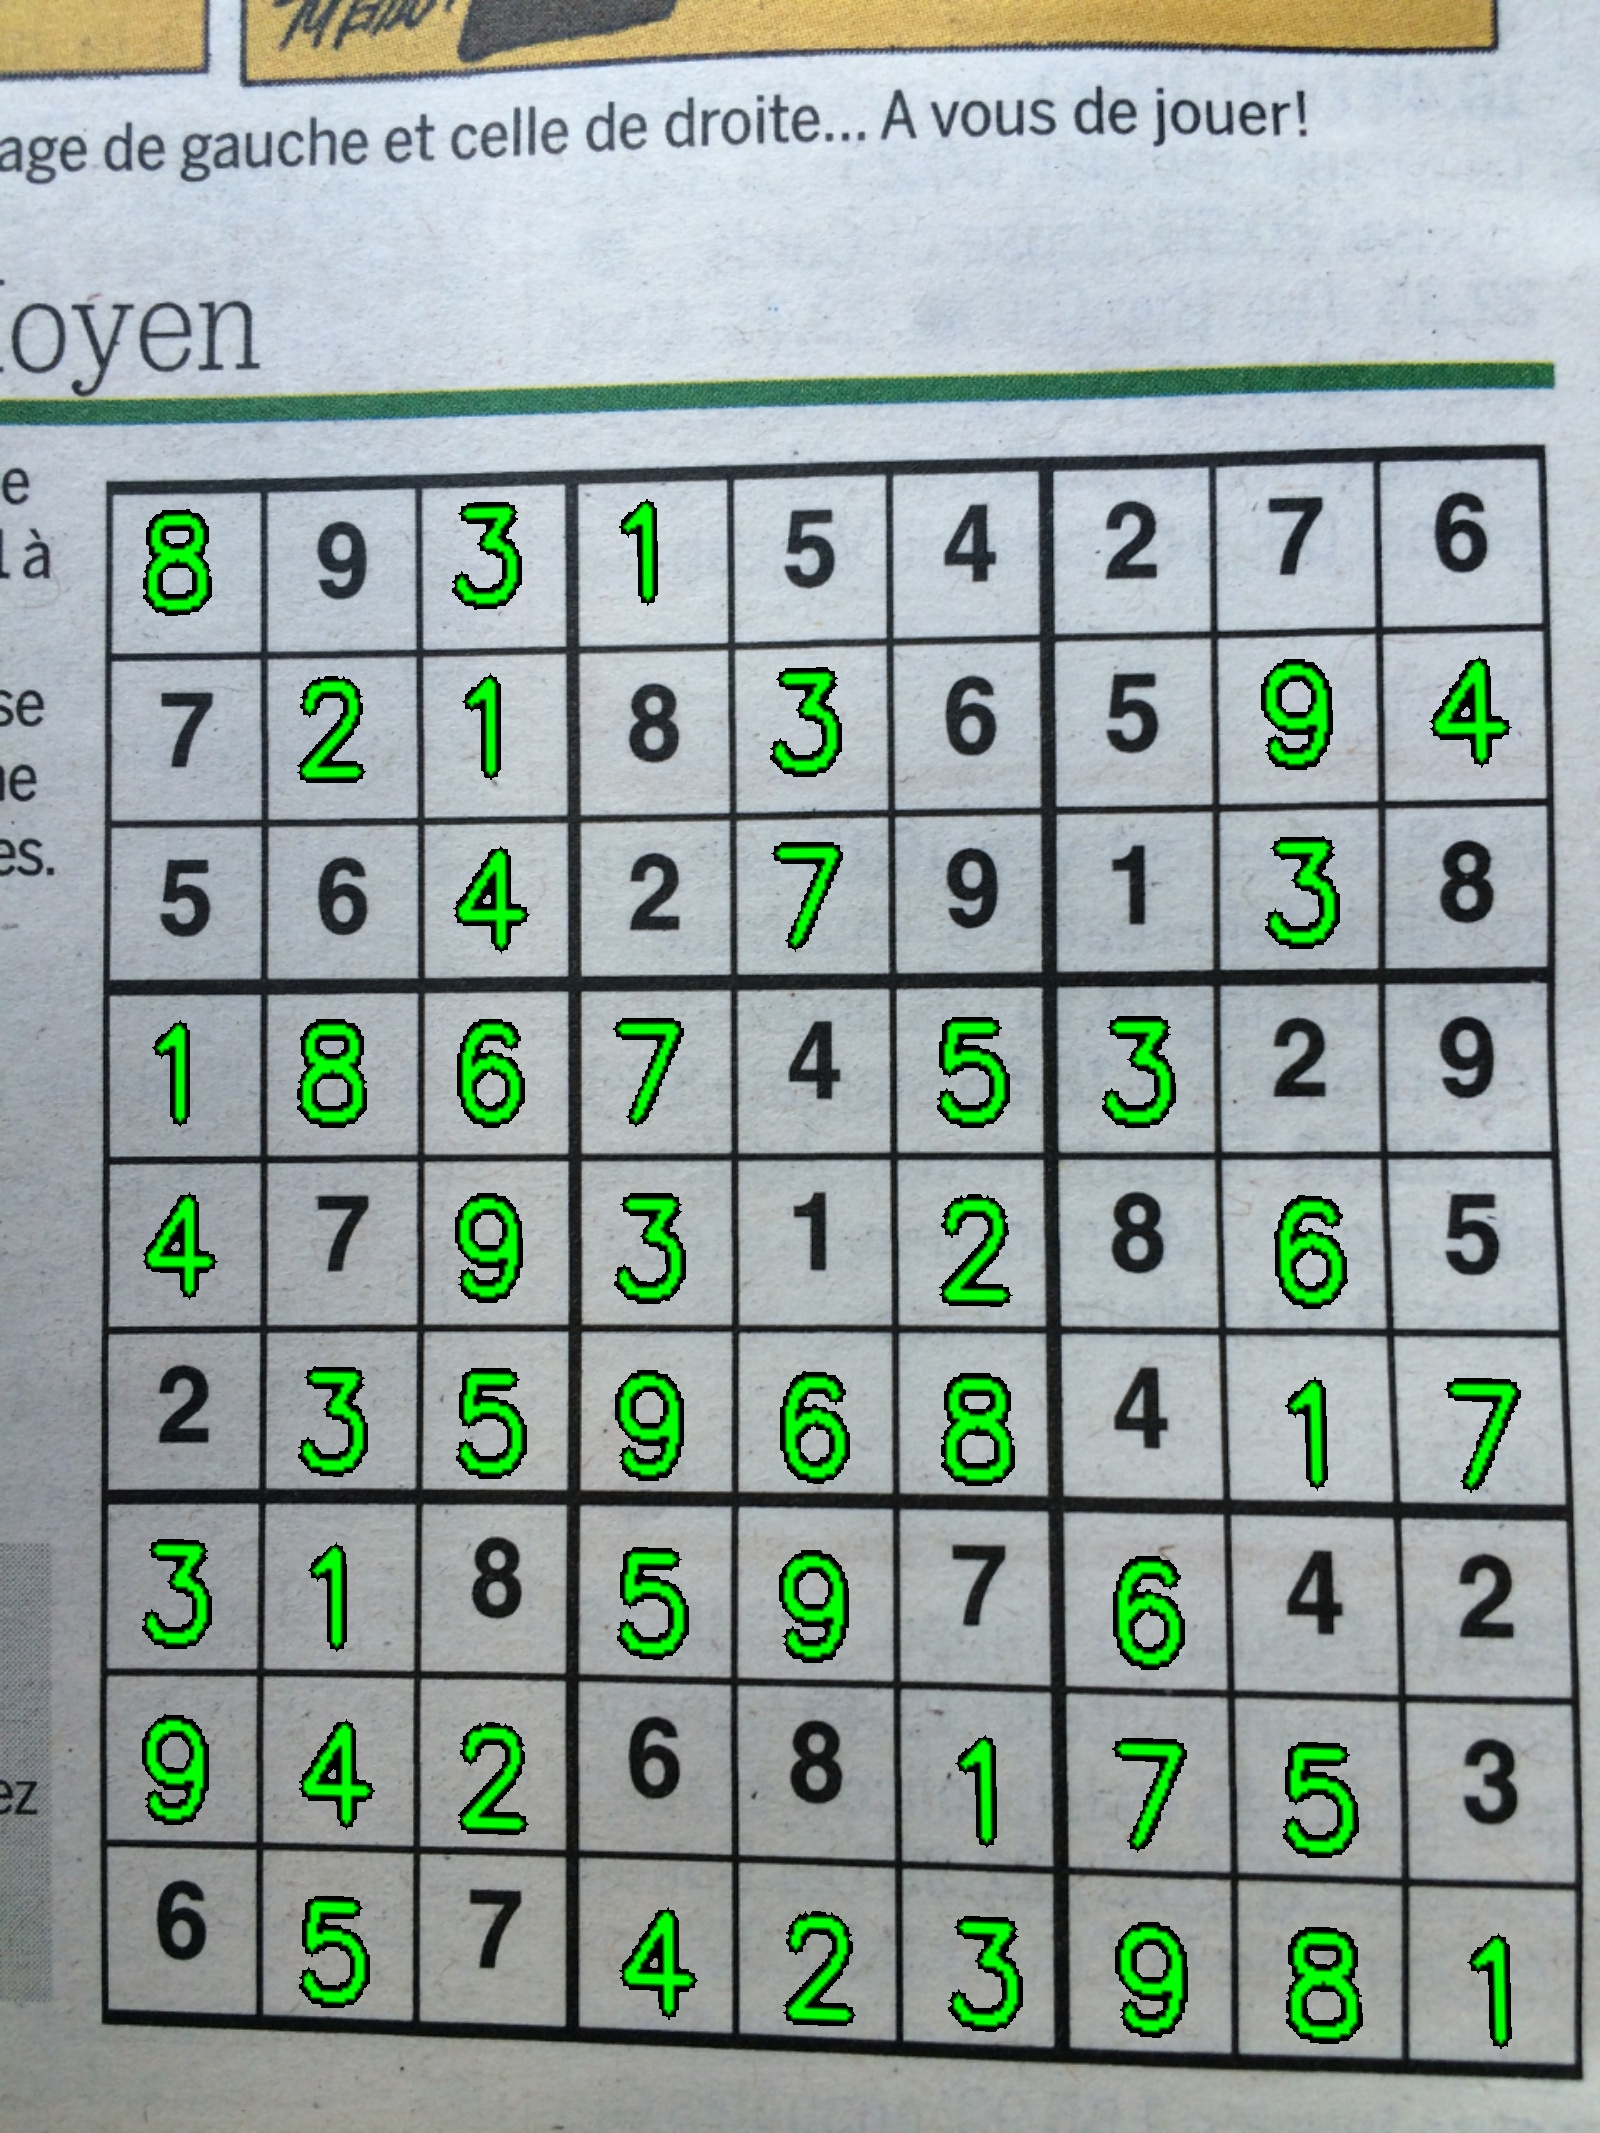 age de gauche et celle de droite... A vous de jouer!
oyen
e
là
se
ne
es.
ez
8 9 3 1 5 4 2 7 6
7 2 1 8 3 6 5 9 4
5 6 4 2 7 9 1 3 8
1 8 6 7 4 5 3 2 9
4 7 9 3 1 2 8 6 5
2 3 5 9 6 8 4 1 7
3 1 8 5 9 7 6 4 2
9 4 2 6 8 1 7 5 3
6 5 7 4 2 3 9 8 1